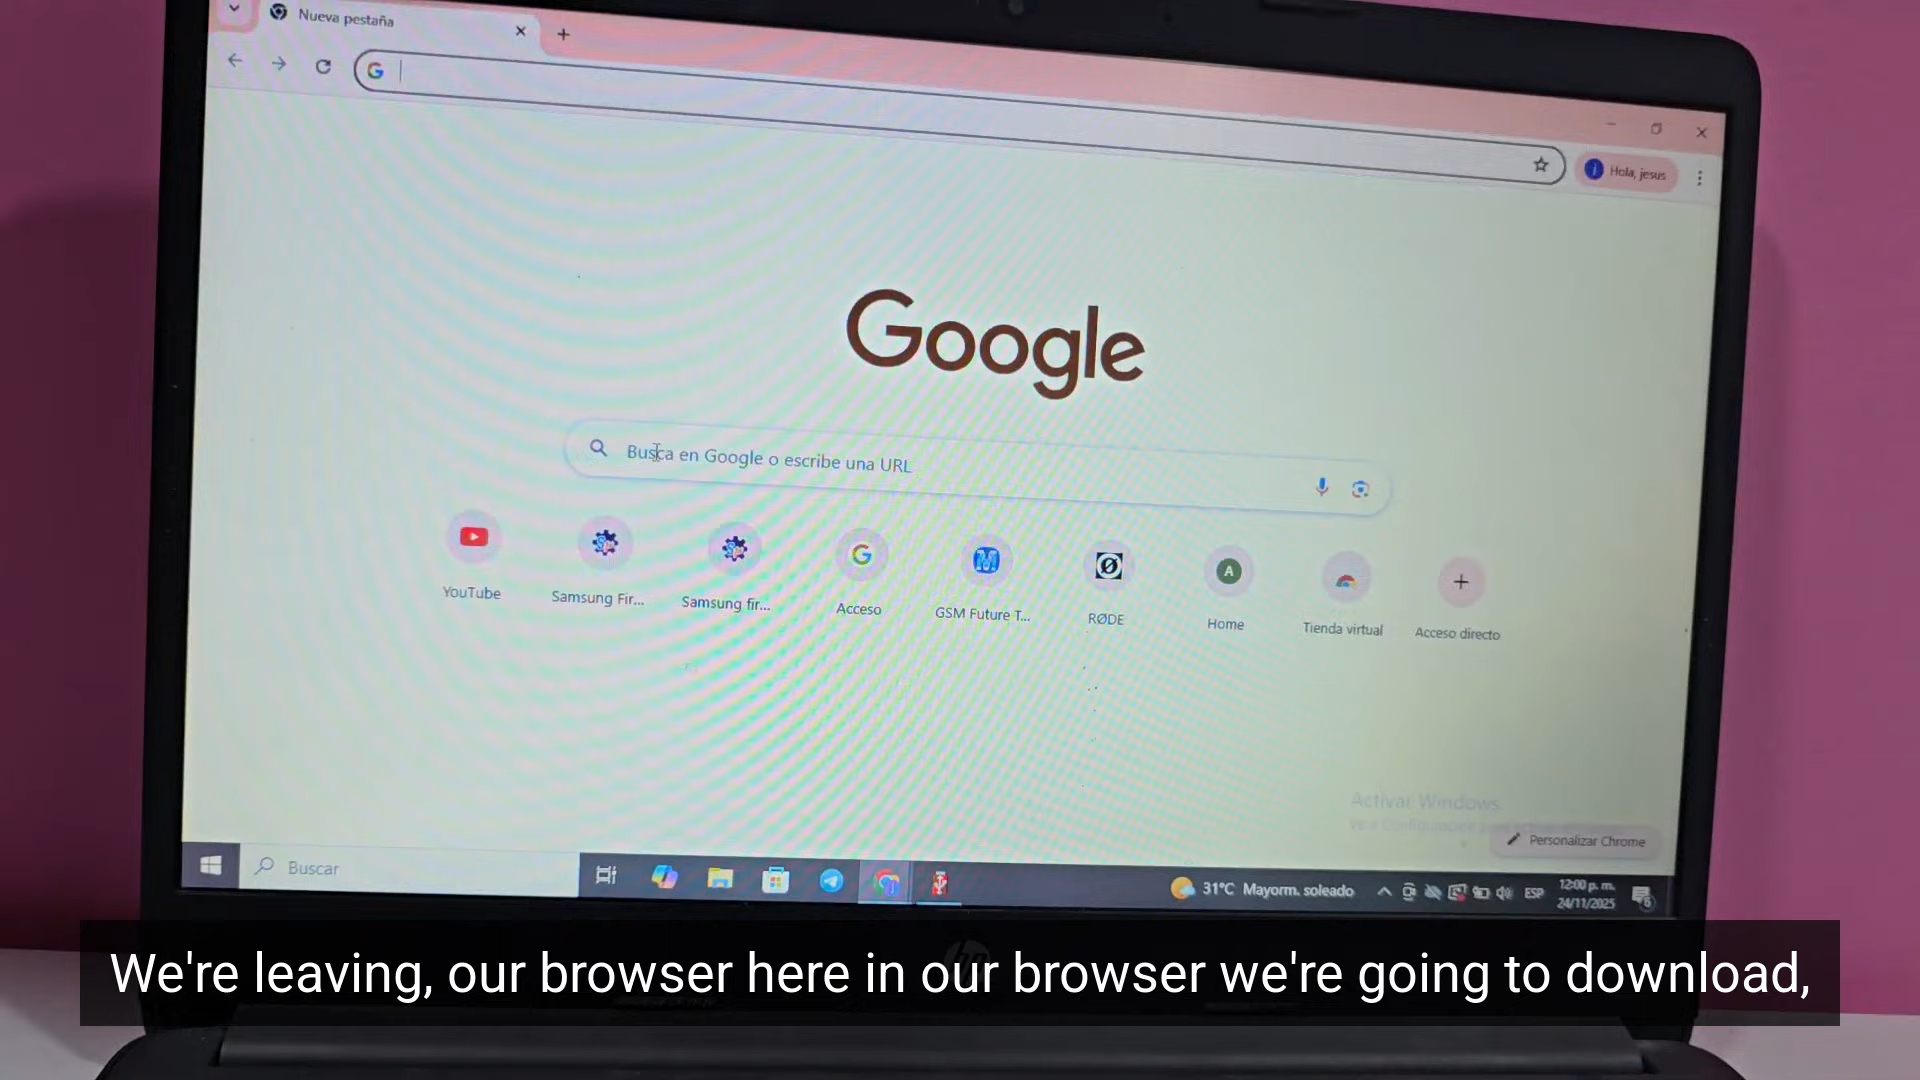 Nueva pestaña
Hola, jesus
Google
Busca en Google o escribe una URL
YouTube
Samsung Fir...
Samsung fir...
Acceso
GSM Future T...
RØDE
Home
Tienda virtual
Acceso directo
Activar Windows
Personalizar Chrome
Buscar
31°C Mayorm. soleado
ESP
12:00 p. m.
24/11/2025
We're leaving, our browser here in our browser we're going to download,